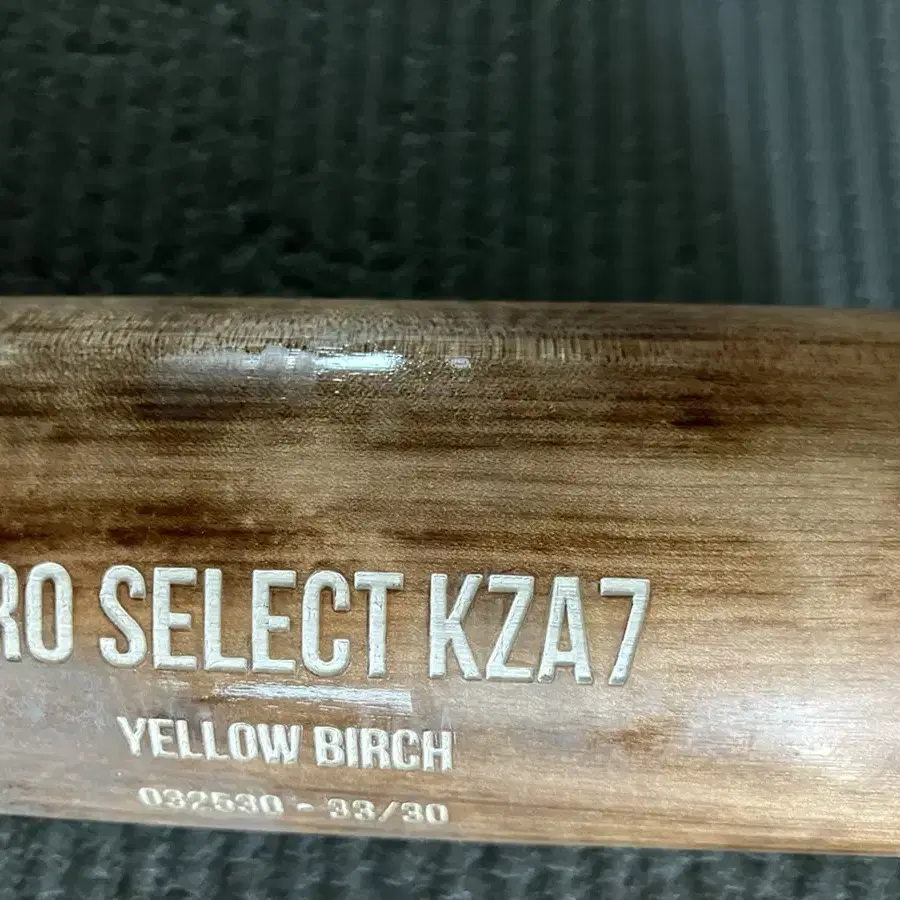 RO SELECT KZA7
YELLOW BIRCH
032530 - 33/30